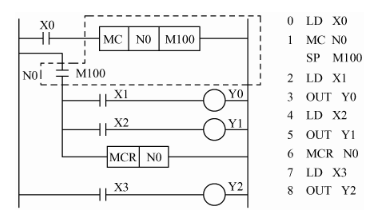 X0
MC N0 M100
N0 M100
X1 Y0
X2 Y1
MCR N0
X3 Y2
0 LD X0
1 MC N0
SP M100
2 LD X1
3 OUT Y0
4 LD X2
5 OUT Y1
6 MCR N0
7 LD X3
8 OUT Y2